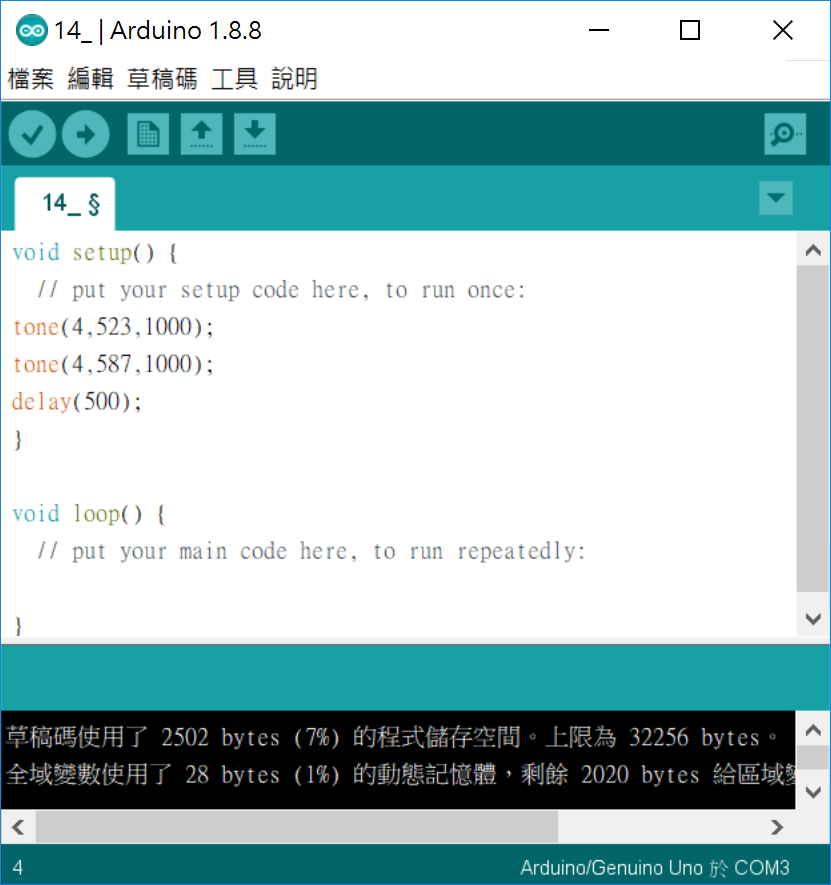 14_ | Arduino 1.8.8
檔案 編輯 草稿碼 工具 說明
14_ §
void setup() {
  // put your setup code here, to run once:
tone(4,523,1000);
tone(4,587,1000);
delay(500);
}
void loop() {
  // put your main code here, to run repeatedly:
}
草稿碼使用了 2502 bytes (7%) 的程式儲存空間。上限為 32256 bytes。
全域變數使用了 28 bytes (1%) 的動態記憶體，剩餘 2020 bytes 給區域
4
Arduino/Genuino Uno 於 COM3